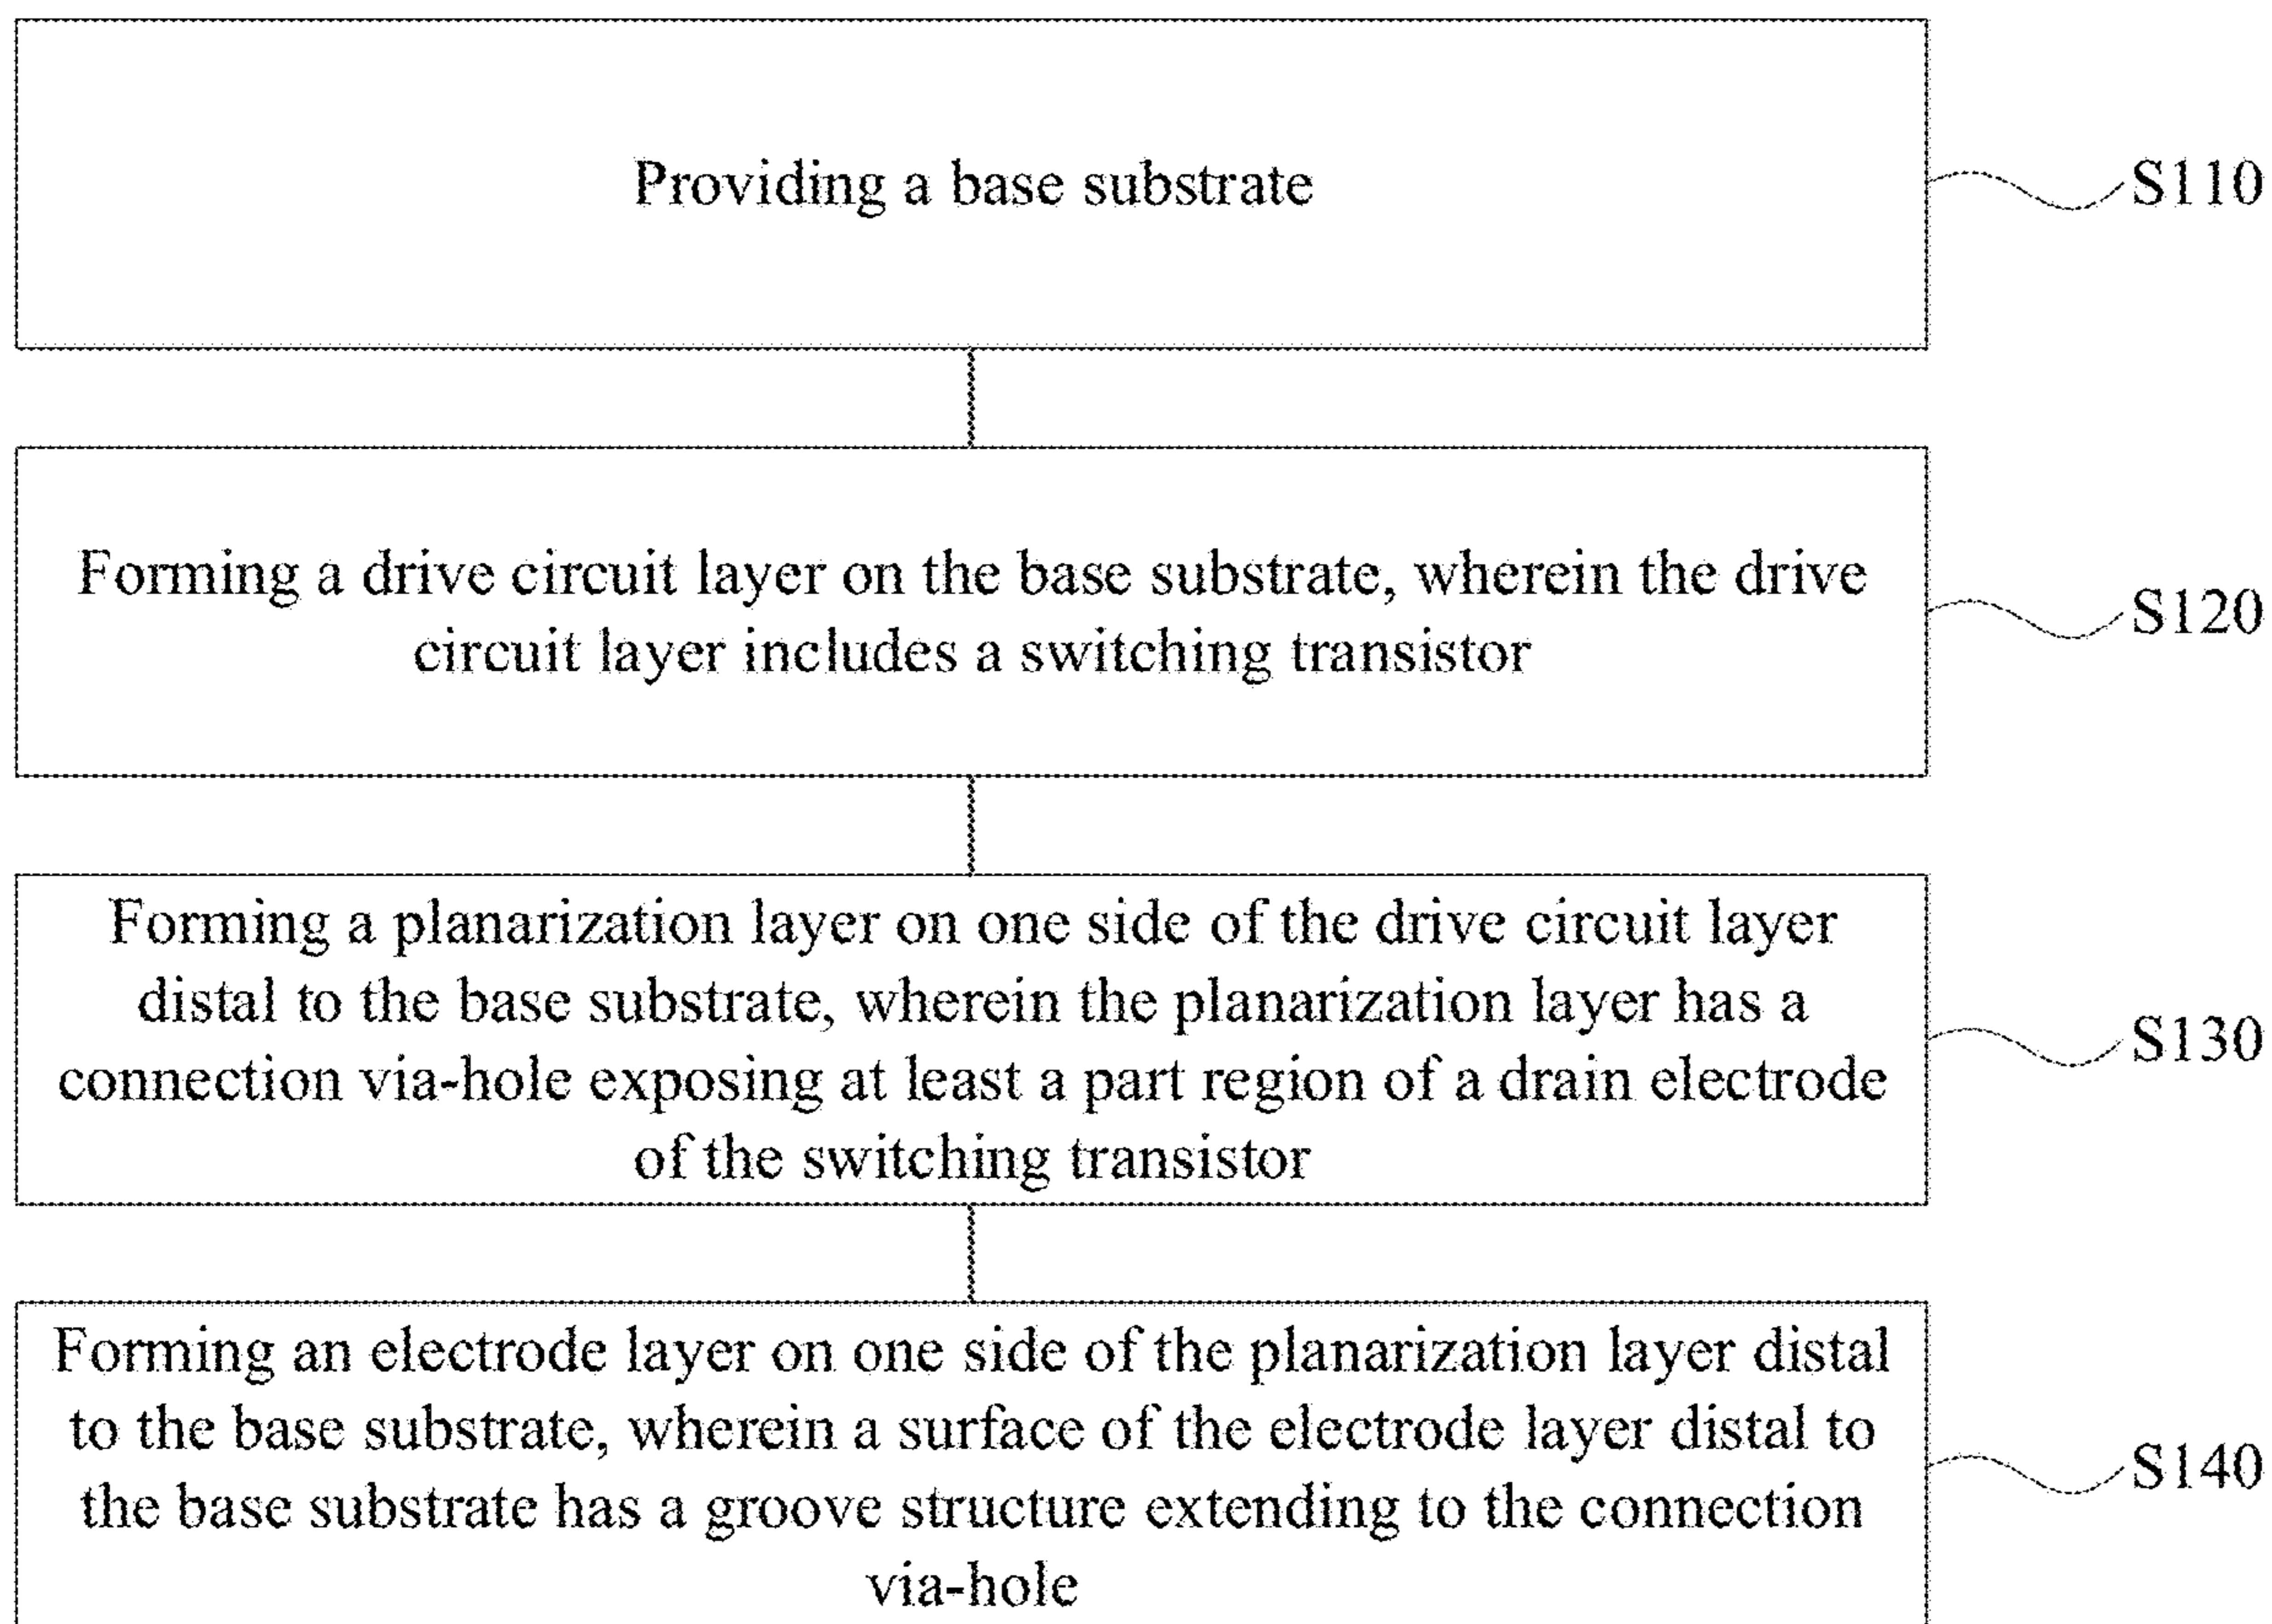 Providing a base substrate
S110
Forming a drive circuit layer on the base substrate, wherein the drive
circuit layer includes a switching transistor
S120
Forming a planarization layer on one side of the drive circuit layer
distal to the base substrate, wherein the planarization layer has a
connection via-hole exposing at least a part region of a drain electrode
of the switching transistor
S130
Forming an electrode layer on one side of the planarization layer distal
to the base substrate, wherein a surface of the electrode layer distal to
the base substrate has a groove structure extending to the connection
via-hole
S140